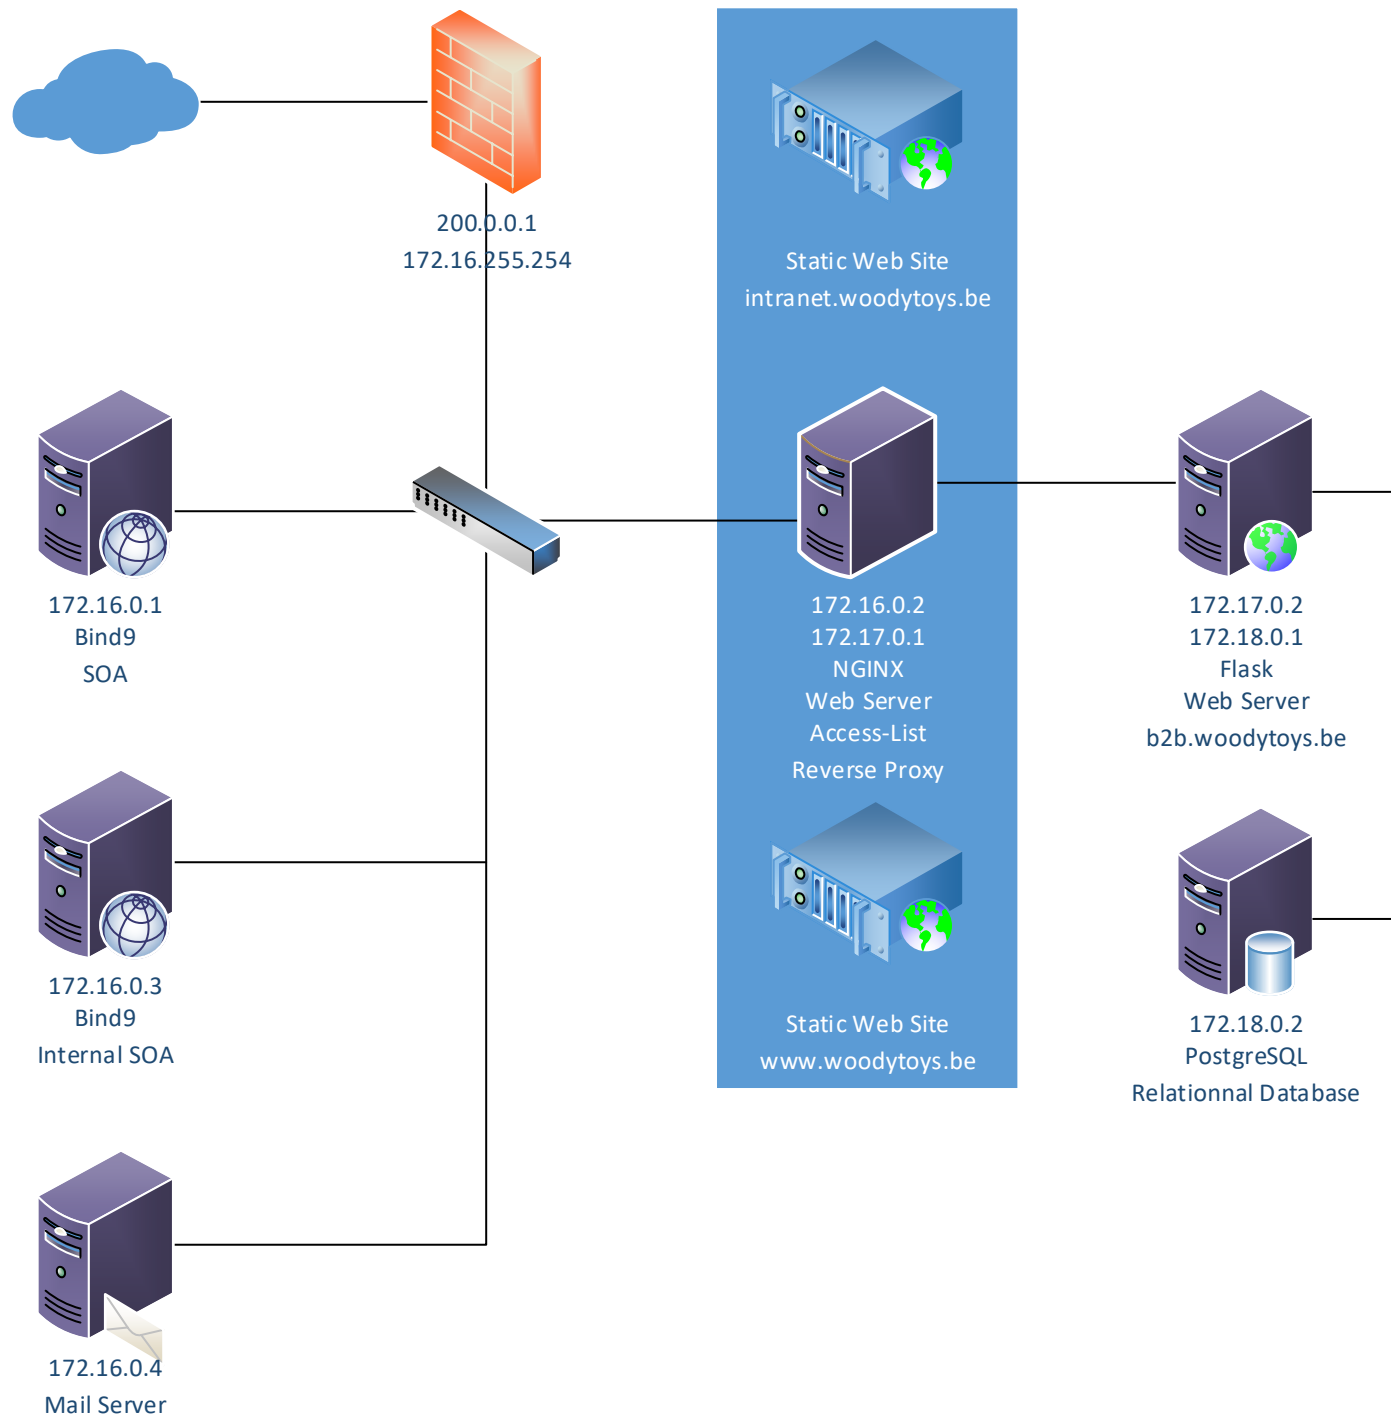 200.0.0.1
172.16.255.254
Static Web Site
intranet.woodytoys.be
172.16.0.1
Bind9
SOA
172.16.0.2
172.17.0.1
NGINX
Web Server
Access-List
Reverse Proxy
172.17.0.2
172.18.0.1
Flask
Web Server
b2b.woodytoys.be
172.16.0.3
Bind9
Internal SOA
Static Web Site
www.woodytoys.be
172.18.0.2
PostgreSQL
Relationnal Database
172.16.0.4
Mail Server